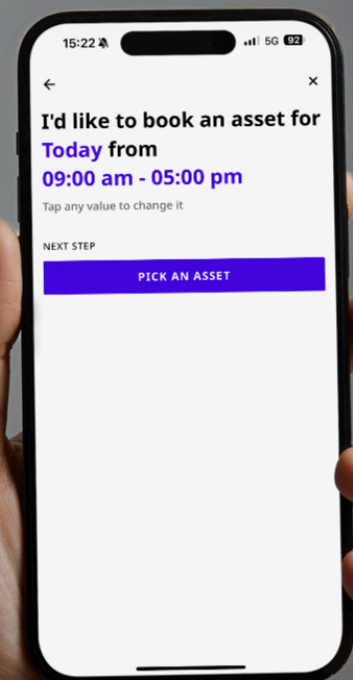 15:22 5G 92
I'd like to book an asset for
Today from
09:00 am - 05:00 pm
Tap any value to change it
NEXT STEP
PICK AN ASSET